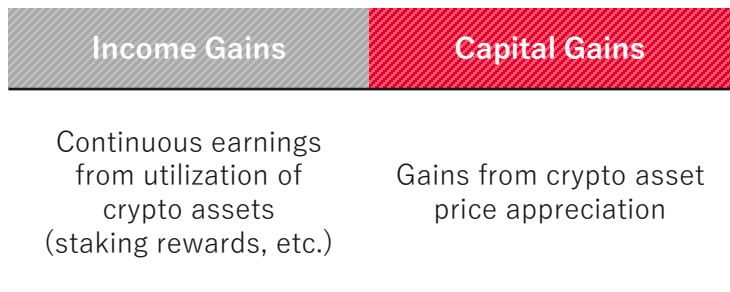 Income Gains
Capital Gains
Continuous earnings
from utilization of
crypto assets
(staking rewards, etc.)
Gains from crypto asset
price appreciation